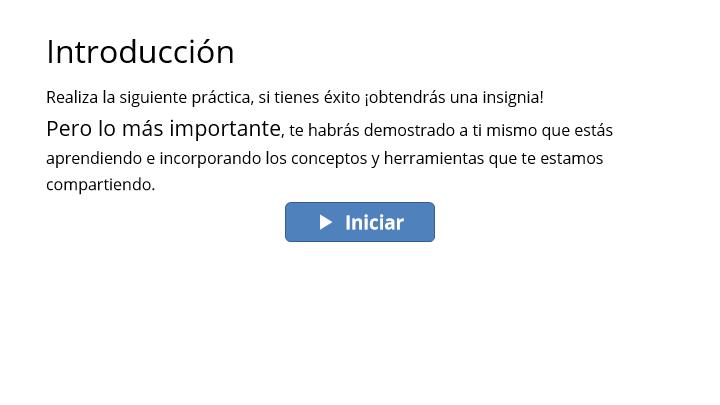 Introducción
Realiza la siguiente práctica, si tienes éxito ¡obtendrás una insignia!
Pero lo más importante, te habrás demostrado a ti mismo que estás
aprendiendo e incorporando los conceptos y herramientas que te estamos
compartiendo.
Iniciar